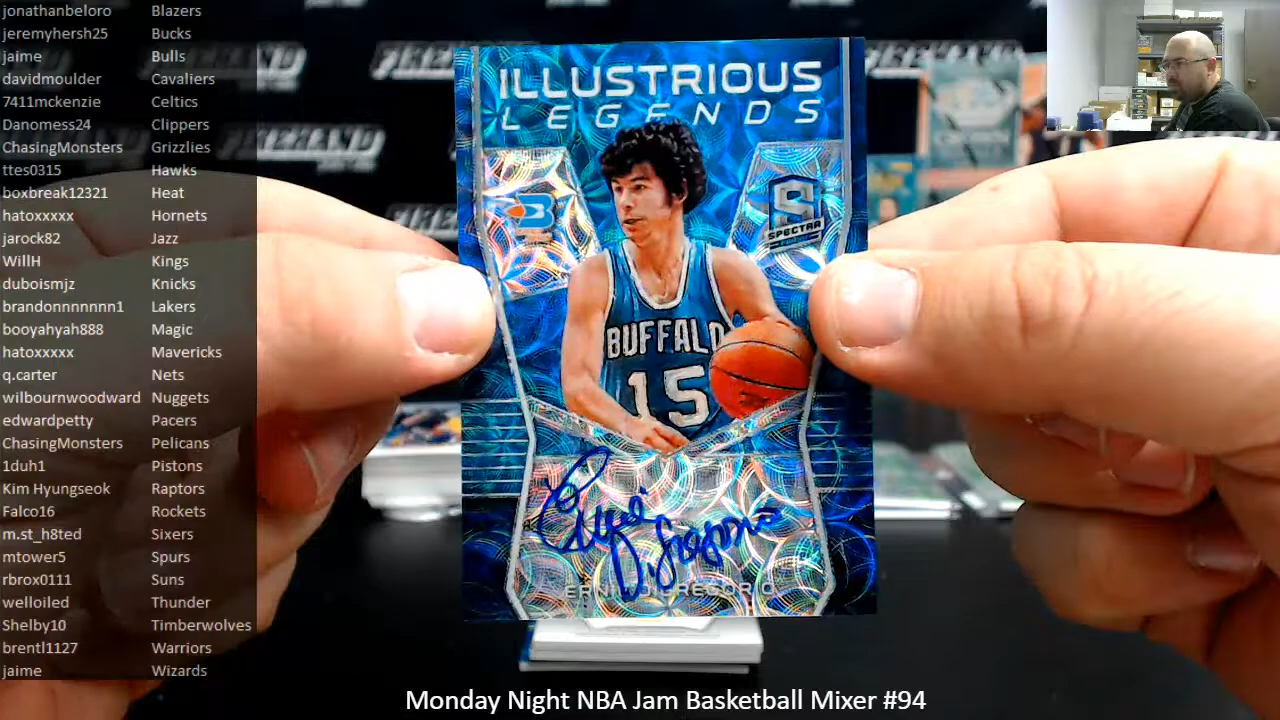 jonathanbeloro Blazers
jeremyhersh25 Bucks
jaime Bulls
davidmoulder Cavaliers
7411mckenzie Celtics
Danomess24 Clippers
ChasingMonsters Grizzlies
ttes0315 Hawks
boxbreak12321 Heat
hatoxxxxx Hornets
jarock82 Jazz
WillH Kings
duboismjz Knicks
brandonnnnnnn1 Lakers
booyahyah888 Magic
hatoxxxxx Mavericks
q.carter Nets
wilbournwoodward Nuggets
edwardpetty Pacers
ChasingMonsters Pelicans
1duh1 Pistons
Kim Hyungseok Raptors
Falco16 Rockets
m.st_h8ted Sixers
mtower5 Spurs
rbrox0111 Suns
welloiled Thunder
Shelby10 Timberwolves
brentl1127 Warriors
jaime Wizards
ILLUSTRIOUS
LEGENDS
B
S
SPECTRA
BUFFALO
15
ERNIE DIGREGORIO
Monday Night NBA Jam Basketball Mixer #94